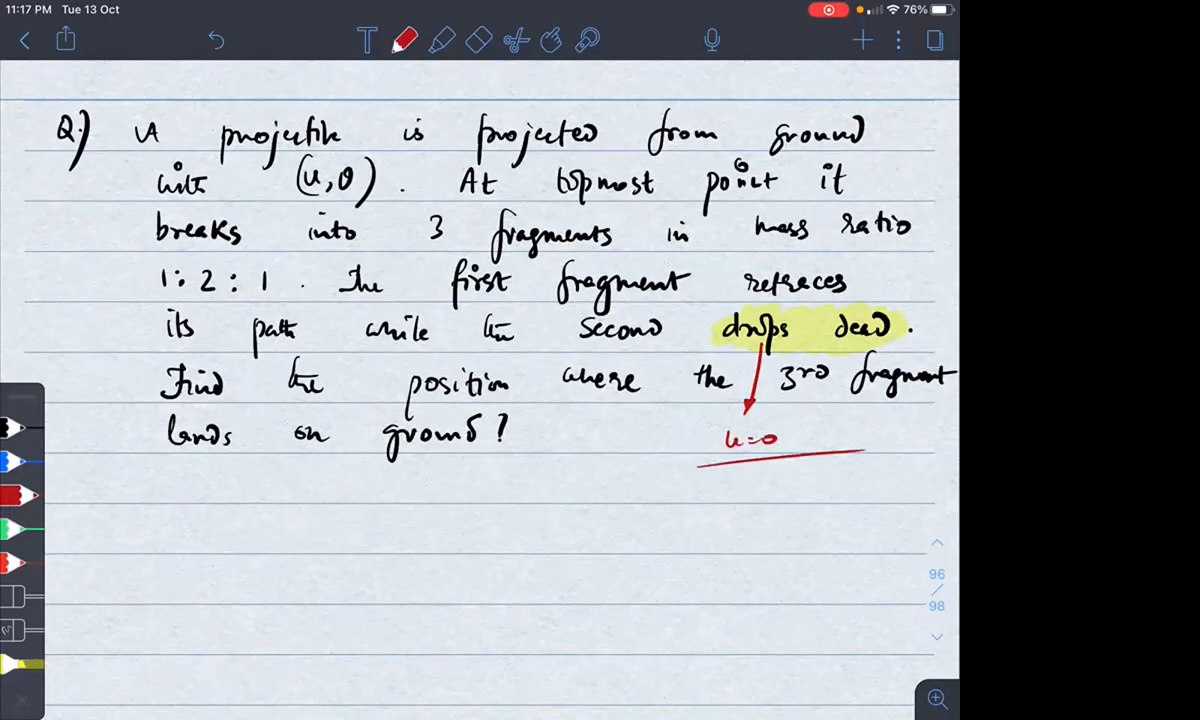 11:17 PM Tue 13 Oct
76%
Q.) A projectile is projected from ground
with (u, θ). At topmost point it
breaks into 3 fragments in mass ratio
1:2:1. The first fragment retraces
its path while the second drops dead.
Find the position where the 3rd fragment
lands on ground?
u=0
96
98